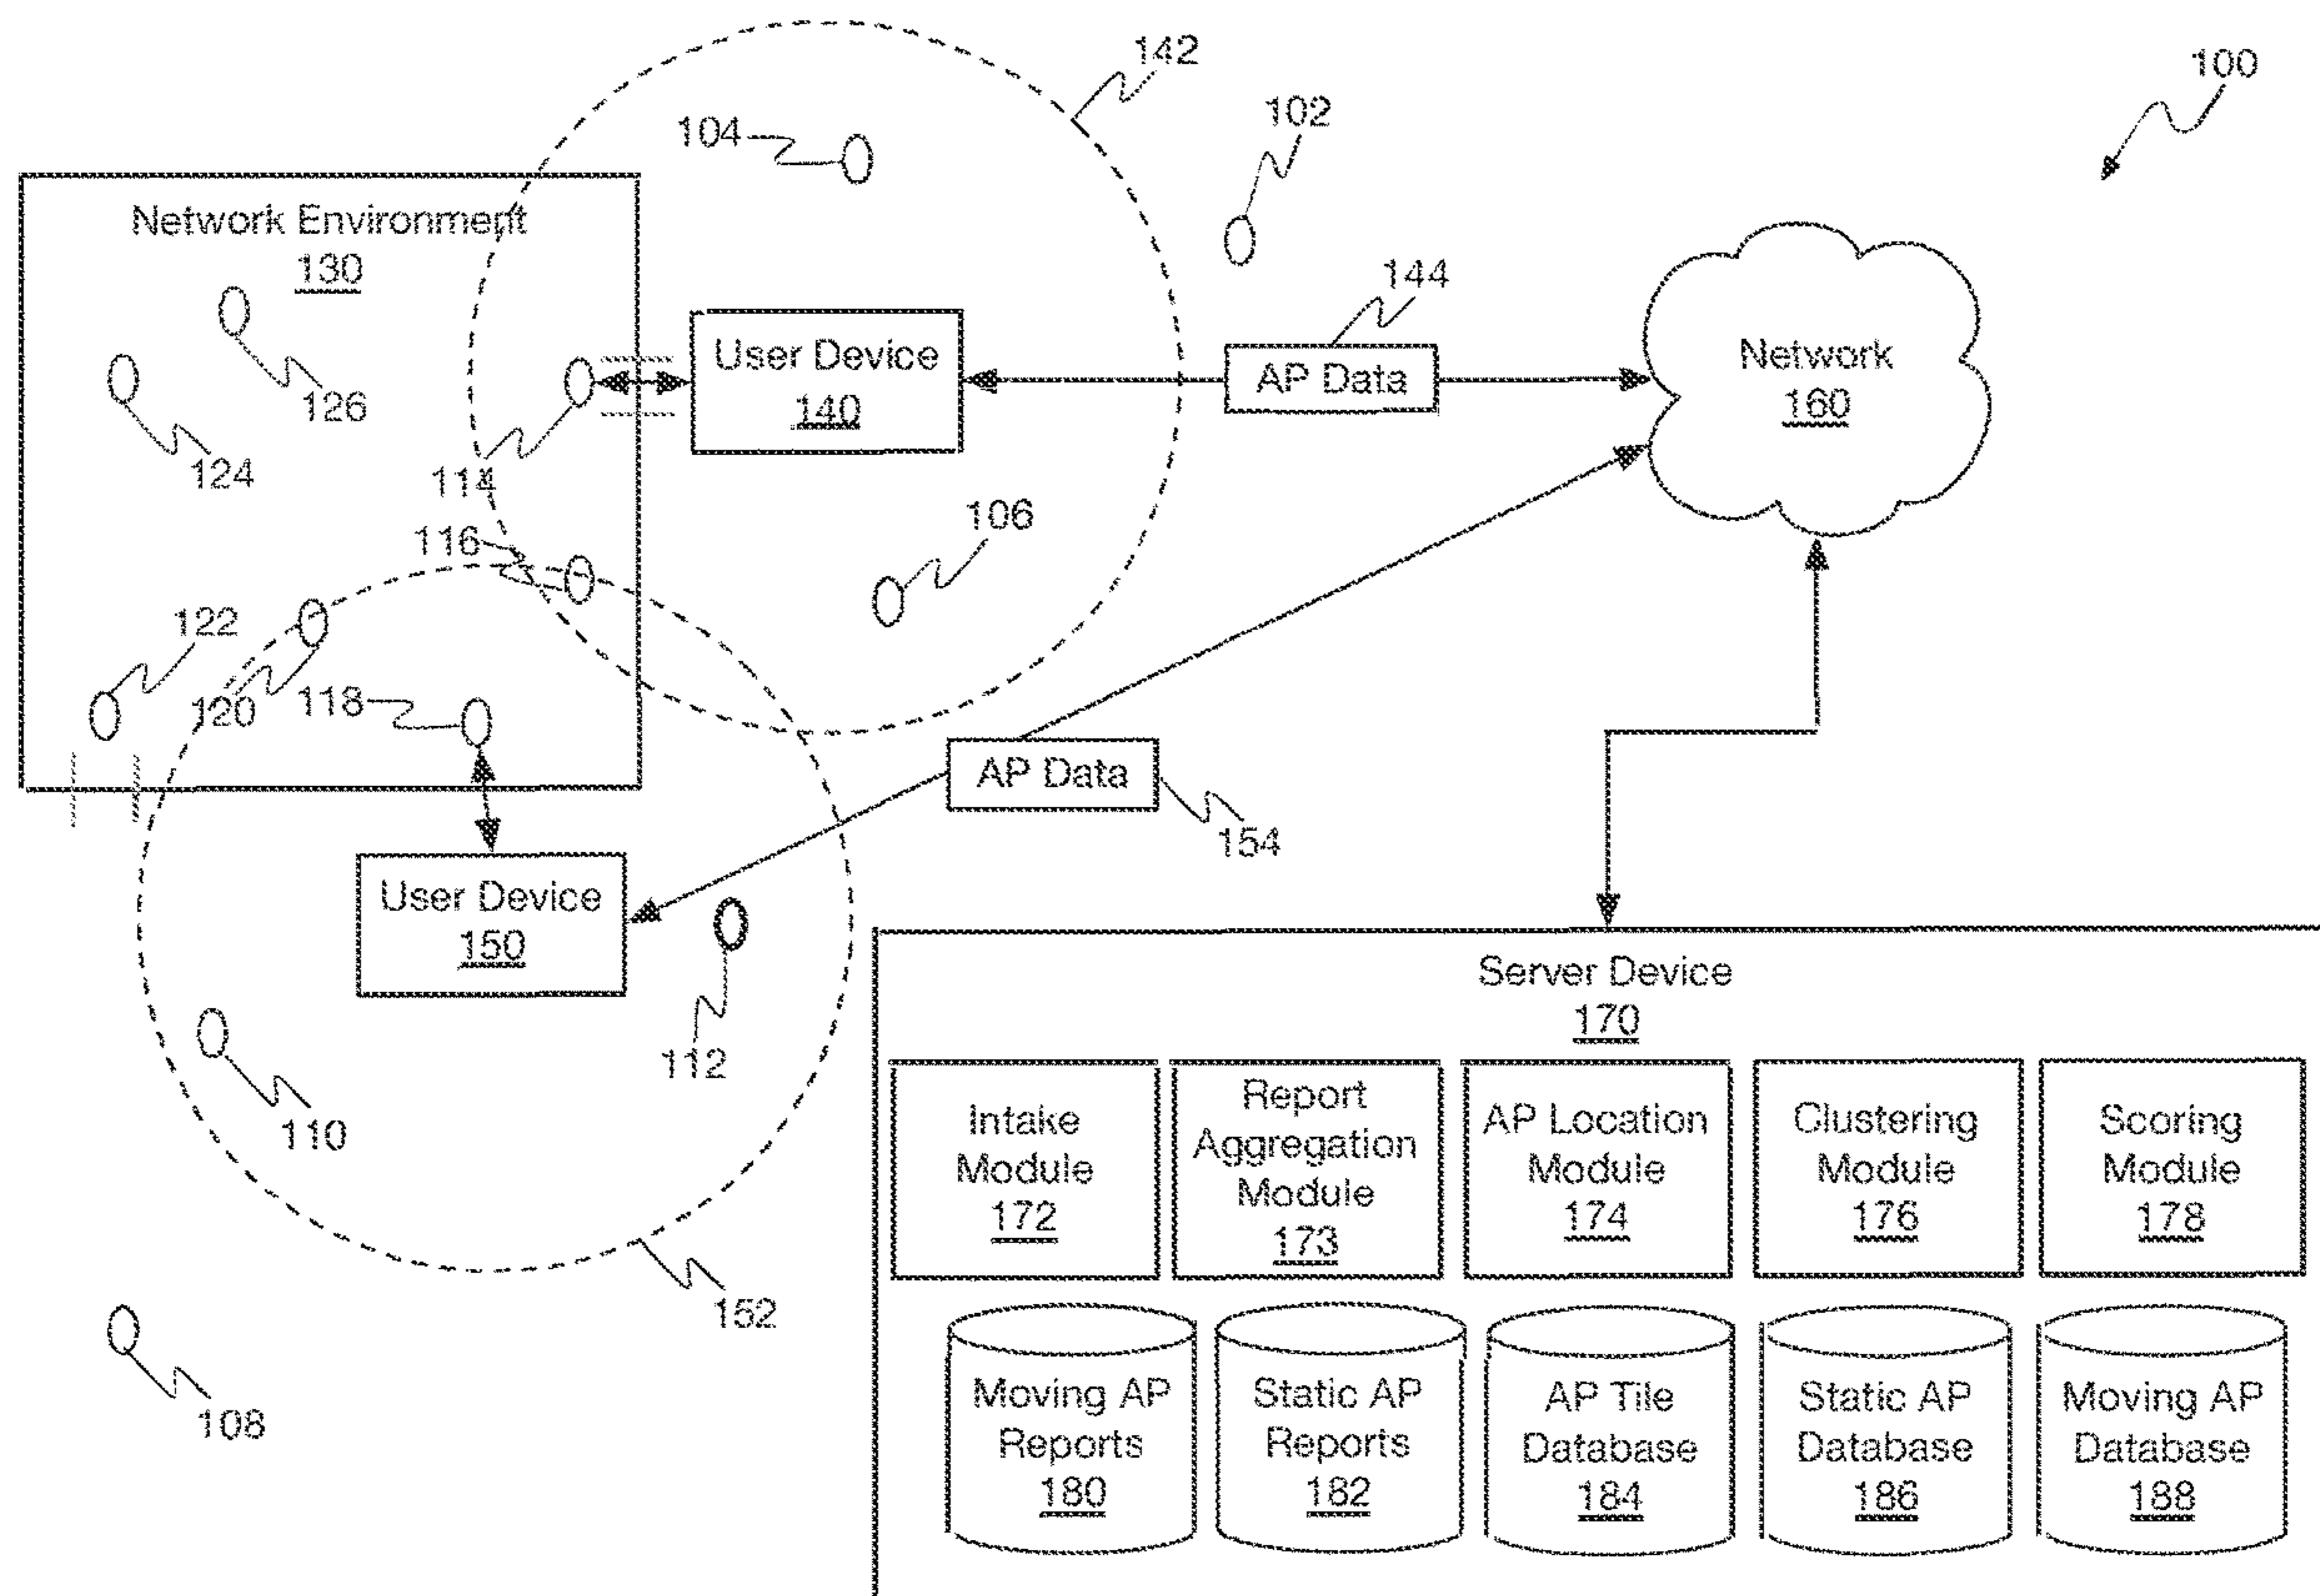 142
100
104
102
Network Environment
130
144
126
124
114
User Device
140
AP Data
Network
160
106
116
122
120
118
AP Data
154
User Device
150
112
110
152
108
Server Device
170
Intake
Module
172
Report
Aggregation
Module
173
AP Location
Module
174
Clustering
Module
176
Scoring
Module
178
Moving AP
Reports
180
Static AP
Reports
182
AP Tile
Database
184
Static AP
Database
186
Moving AP
Database
188